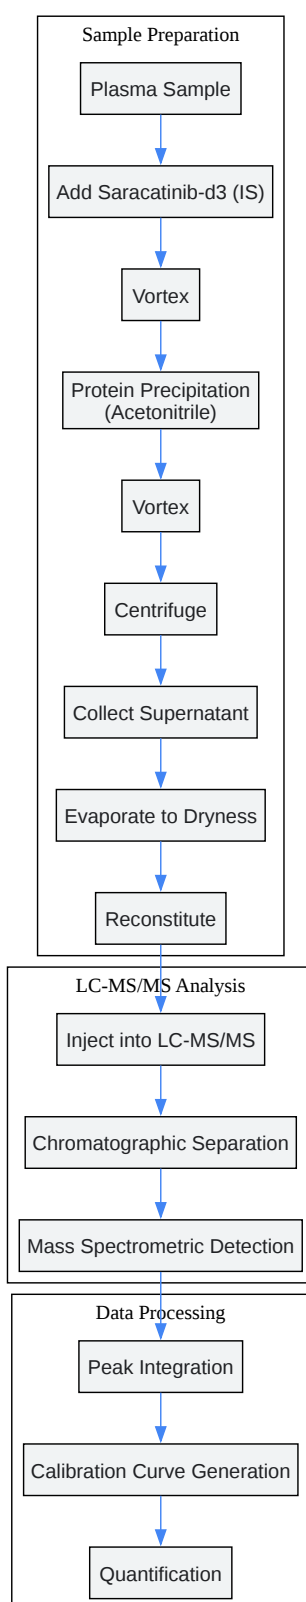 Sample Preparation
Plasma Sample
Add Saracatinib-d3 (IS)
Vortex
Protein Precipitation
(Acetonitrile)
Vortex
Centrifuge
Collect Supernatant
Evaporate to Dryness
Reconstitute
LC-MS/MS Analysis
Inject into LC-MS/MS
Chromatographic Separation
Mass Spectrometric Detection
Data Processing
Peak Integration
Calibration Curve Generation
Quantification